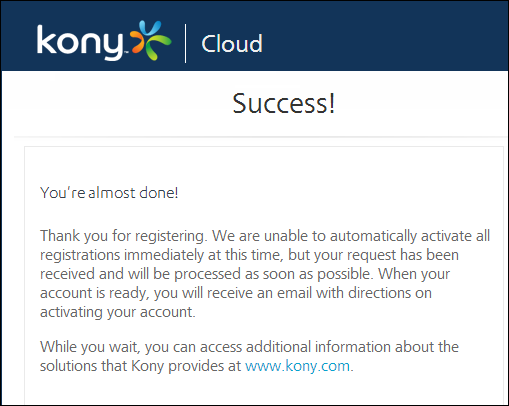 kony™ Cloud
Success!
You're almost done!
Thank you for registering. We are unable to automatically activate all
registrations immediately at this time, but your request has been
received and will be processed as soon as possible. When your
account is ready, you will receive an email with directions on
activating your account.
While you wait, you can access additional information about the
solutions that Kony provides at www.kony.com.